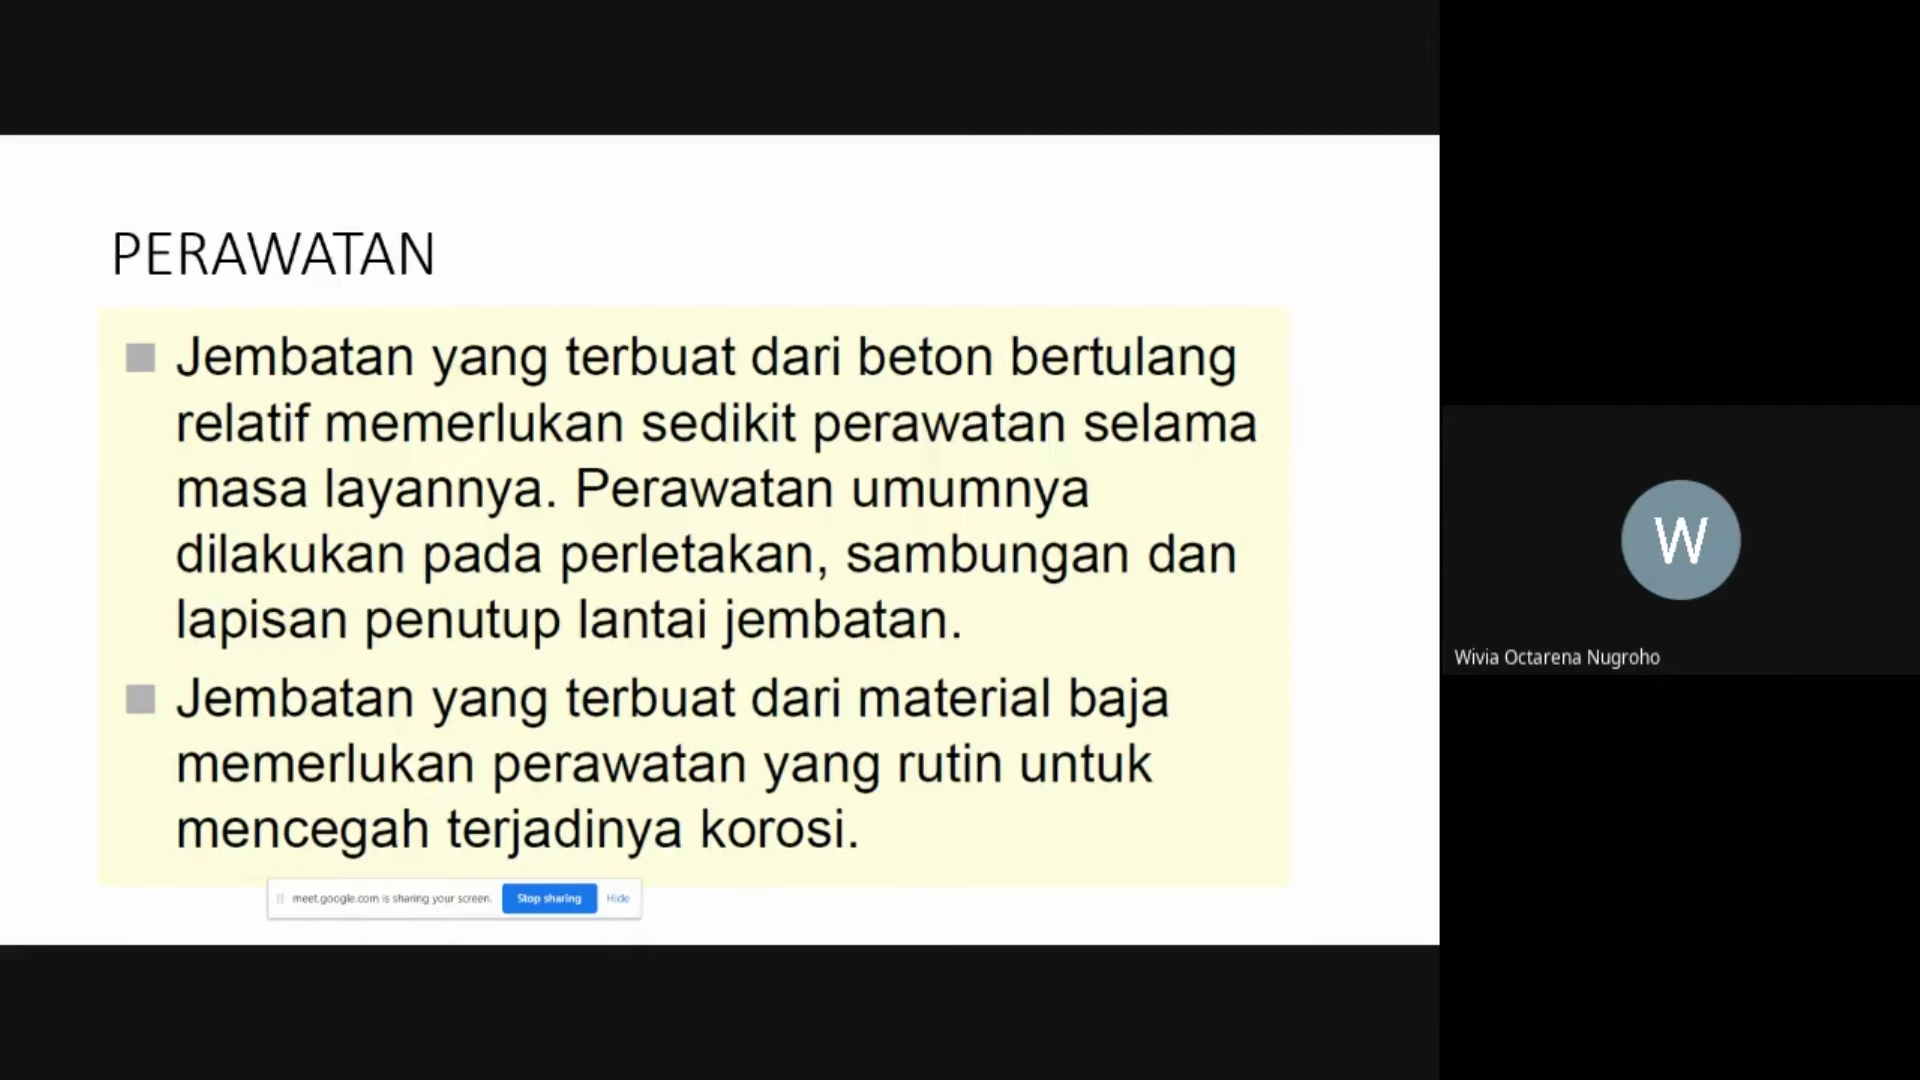 PERAWATAN
Jembatan yang terbuat dari beton bertulang
relatif memerlukan sedikit perawatan selama
masa layannya. Perawatan umumnya
dilakukan pada perletakan, sambungan dan
lapisan penutup lantai jembatan.
Jembatan yang terbuat dari material baja
memerlukan perawatan yang rutin untuk
mencegah terjadinya korosi.
meet.google.com is sharing your screen. Stop sharing Hide
W
Wivia Octarena Nugroho